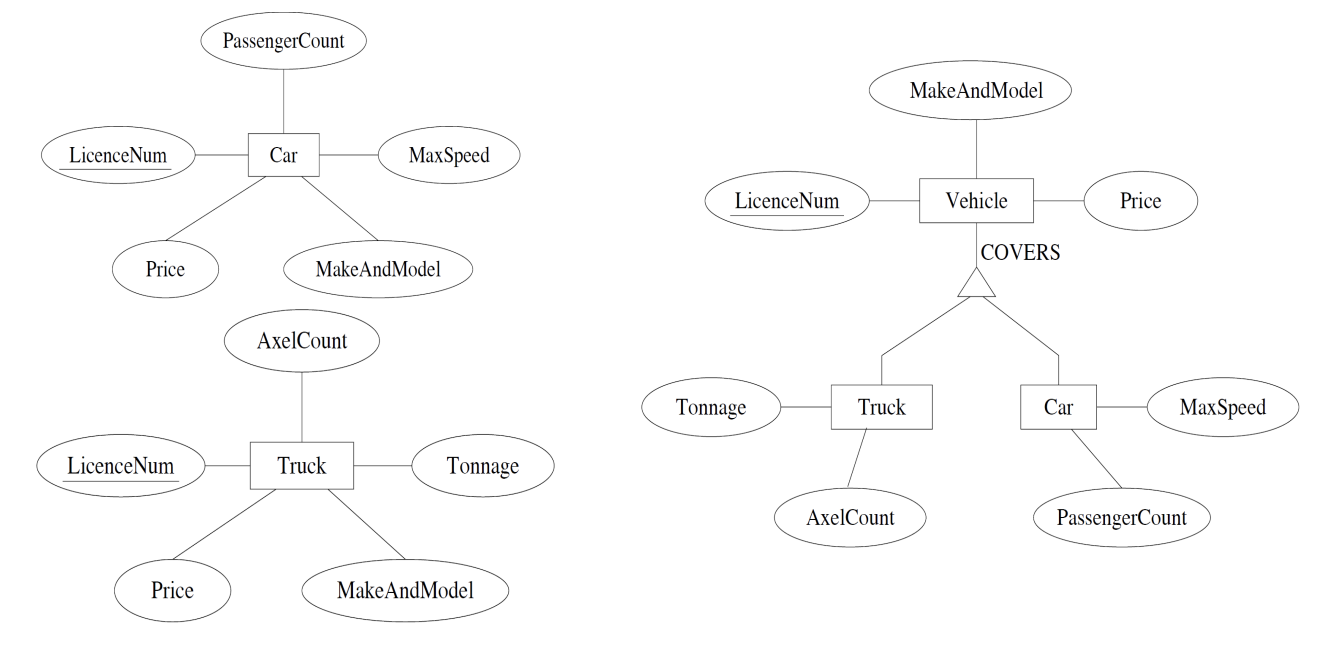 PassengerCount
LicenceNum
Car
MaxSpeed
Price
MakeAndModel
AxelCount
LicenceNum
Truck
Tonnage
Price
MakeAndModel
MakeAndModel
LicenceNum
Vehicle
Price
COVERS
Tonnage
Truck
Car
MaxSpeed
AxelCount
PassengerCount